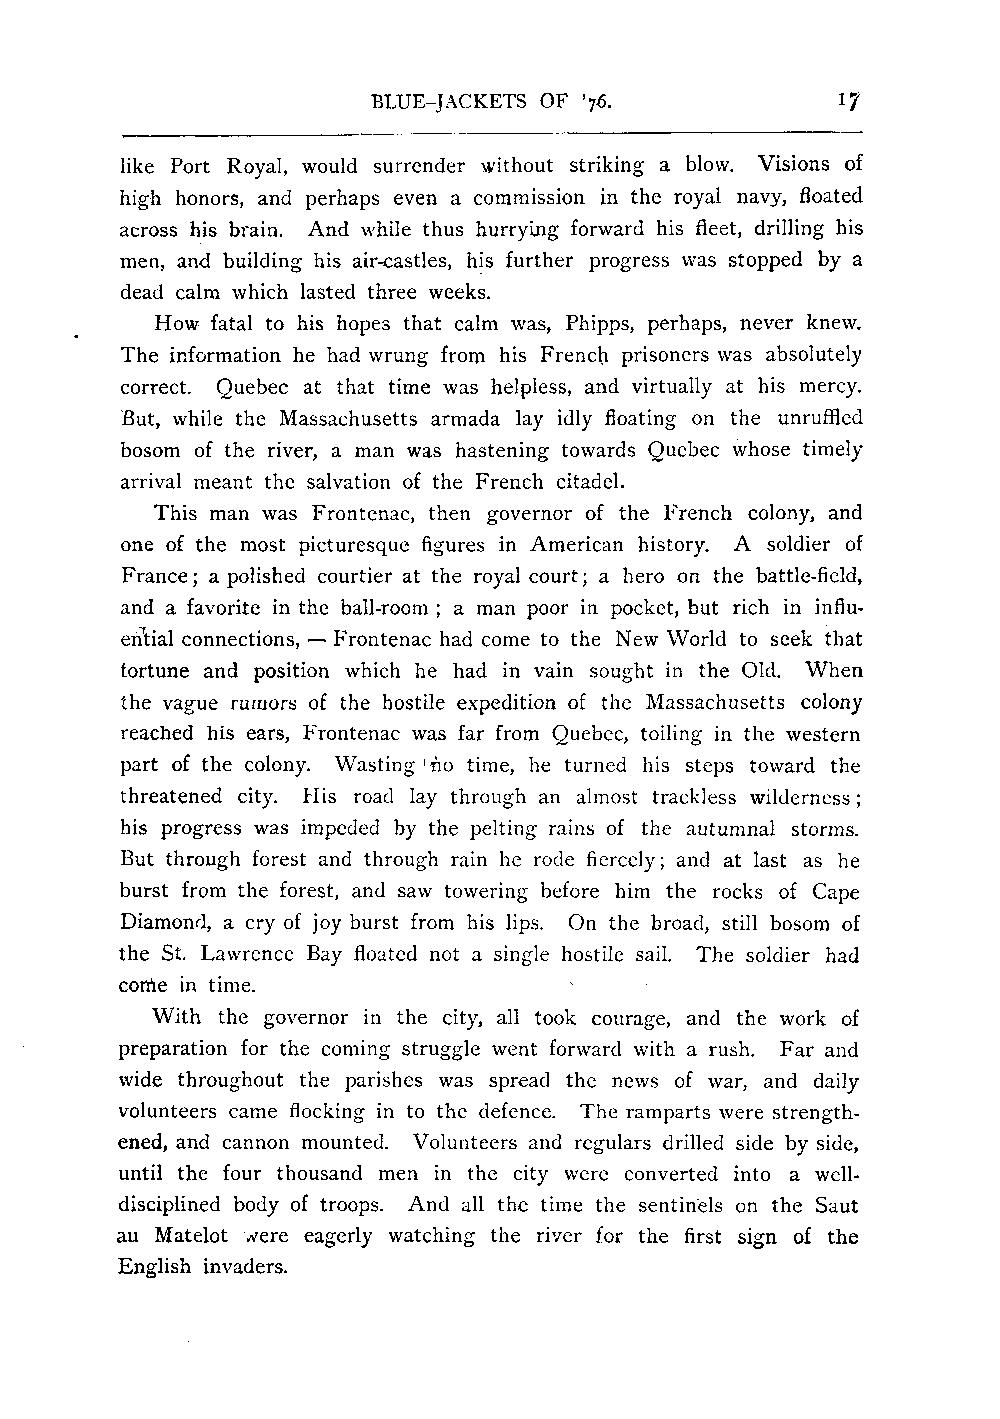 BLUE-JACKETS OF '76. 17
like Port Royal, would surrender without striking a blow. Visions of
high honors, and perhaps even a commission in the royal navy, floated
across his brain. And while thus hurrying forward his fleet, drilling his
men, and building his air-castles, his further progress was stopped by a
dead calm which lasted three weeks.
How fatal to his hopes that calm was, Phipps, perhaps, never knew.
The information he had wrung from his French prisoners was absolutely
correct. Quebec at that time was helpless, and virtually at his mercy.
But, while the Massachusetts armada lay idly floating on the unruffled
bosom of the river, a man was hastening towards Quebec whose timely
arrival meant the salvation of the French citadel.
This man was Frontenac, then governor of the French colony, and
one of the most picturesque figures in American history. A soldier of
France; a polished courtier at the royal court; a hero on the battle-field,
and a favorite in the ball-room; a man poor in pocket, but rich in influ-
ential connections, — Frontenac had come to the New World to seek that
fortune and position which he had in vain sought in the Old. When
the vague rumors of the hostile expedition of the Massachusetts colony
reached his ears, Frontenac was far from Quebec, toiling in the western
part of the colony. Wasting no time, he turned his steps toward the
threatened city. His road lay through an almost trackless wilderness;
his progress was impeded by the pelting rains of the autumnal storms.
But through forest and through rain he rode fiercely; and at last as he
burst from the forest, and saw towering before him the rocks of Cape
Diamond, a cry of joy burst from his lips. On the broad, still bosom of
the St. Lawrence Bay floated not a single hostile sail. The soldier had
come in time.
With the governor in the city, all took courage, and the work of
preparation for the coming struggle went forward with a rush. Far and
wide throughout the parishes was spread the news of war, and daily
volunteers came flocking in to the defence. The ramparts were strength-
ened, and cannon mounted. Volunteers and regulars drilled side by side,
until the four thousand men in the city were converted into a well-
disciplined body of troops. And all the time the sentinels on the Saut
au Matelot were eagerly watching the river for the first sign of the
English invaders.